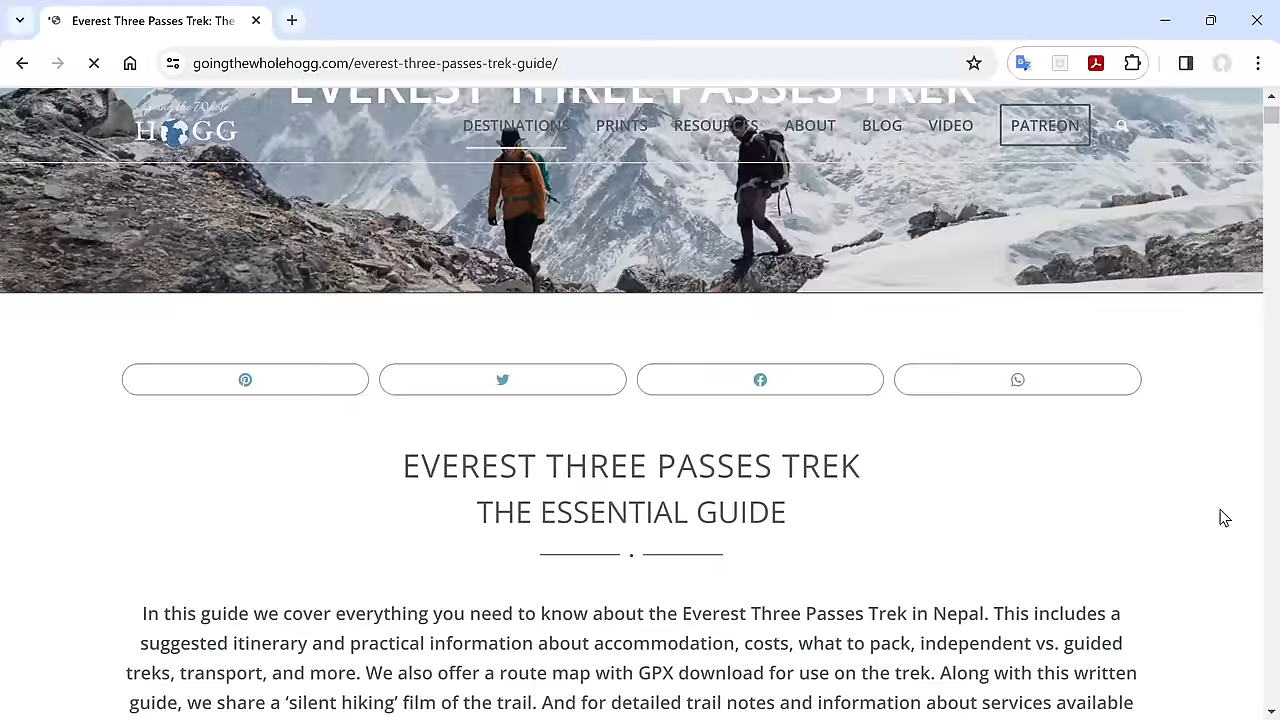 Everest Three Passes Trek: The
goingthewholehogg.com/everest-three-passes-trek-guide/
EVEREST THREE PASSES TREK
Going the Whole
HOGG
DESTINATIONS PRINTS RESOURCES ABOUT BLOG VIDEO PATREON
EVEREST THREE PASSES TREK
THE ESSENTIAL GUIDE
In this guide we cover everything you need to know about the Everest Three Passes Trek in Nepal. This includes a
suggested itinerary and practical information about accommodation, costs, what to pack, independent vs. guided
treks, transport, and more. We also offer a route map with GPX download for use on the trek. Along with this written
guide, we share a ‘silent hiking’ film of the trail. And for detailed trail notes and information about services available